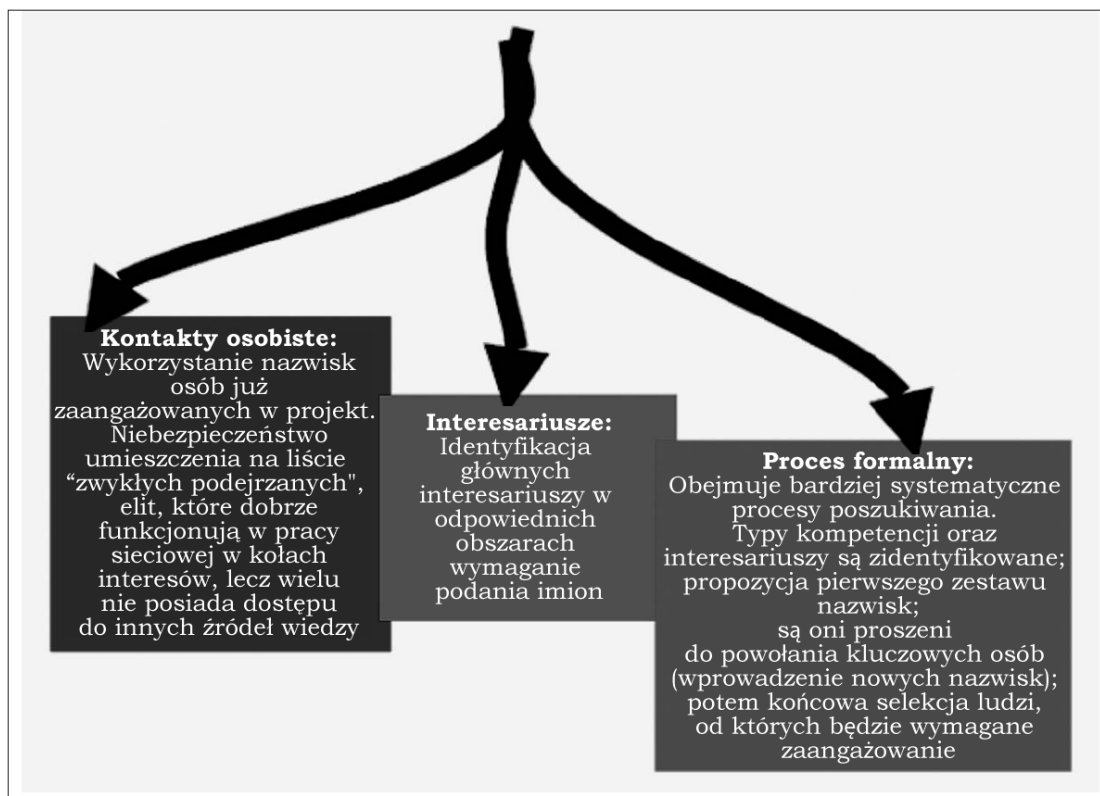 Kontakty osobiste:
Wykorzystanie nazwisk
osób już
zaangażowanych w projekt.
Niebezpieczeństwo
umieszczenia na liście
“zwykłych podejrzanych",
elit, które dobrze
funkcjonują w pracy
sieciowej w kołach
interesów, lecz wielu
nie posiada dostępu
do innych źródeł wiedzy
Interesariusze:
Identyfikacja
głównych
interesariuszy w
odpowiednich
obszarach
wymaganie
podania imion
Proces formalny:
Obejmuje bardziej systematyczne
procesy poszukiwania.
Typy kompetencji oraz
interesariuszy są zidentyfikowane;
propozycja pierwszego zestawu
nazwisk;
są oni proszeni
do powołania kluczowych osób
(wprowadzenie nowych nazwisk);
potem końcowa selekcja ludzi,
od których będzie wymagane
zaangażowanie